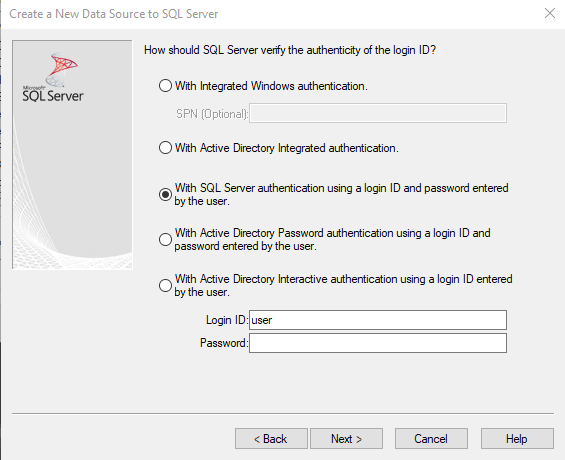 Create a New Data Source to SQL Server
How should SQL Server verify the authenticity of the login ID?
Microsoft
SQL Server
With Integrated Windows authentication.
SPN (Optional):
With Active Directory Integrated authentication.
With SQL Server authentication using a login ID and password entered
by the user.
With Active Directory Password authentication using a login ID and
password entered by the user.
With Active Directory Interactive authentication using a login ID entered
by the user.
Login ID: user
Password:
< Back Next > Cancel Help